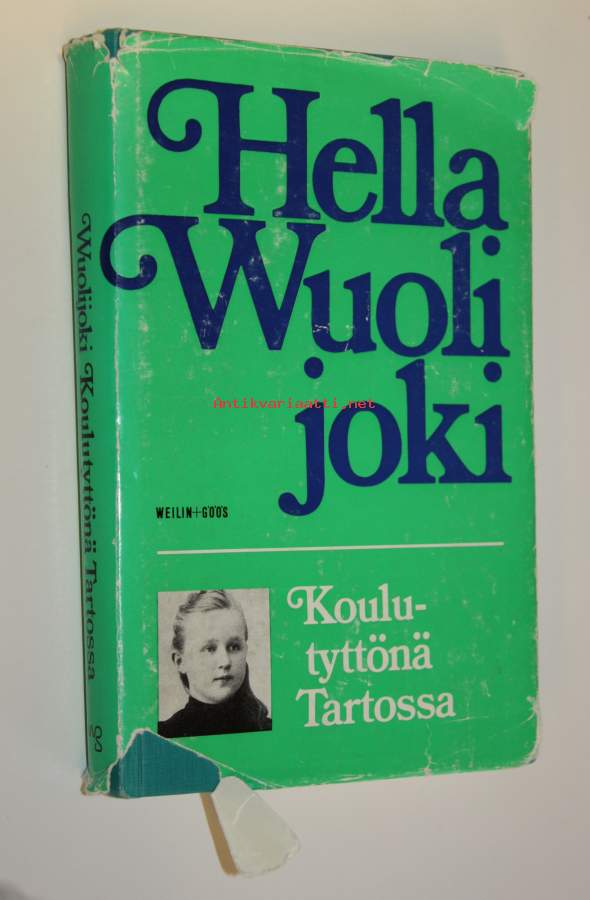 Hella
Wuoli
joki
WEILIN+GÖÖS
Koulu-
tyttönä
Tartossa
Wuolijoki Koulutyttönä Tartossa
Antikvariaatti.net